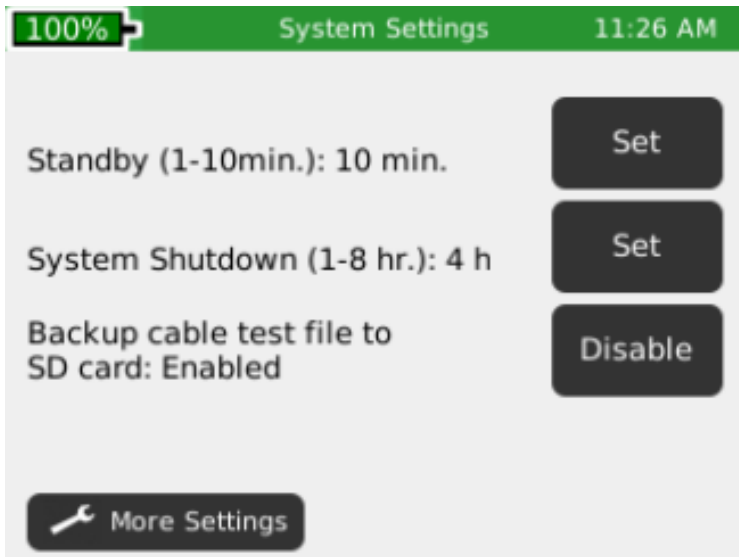 100% System Settings 11:26 AM
Standby (1-10min.): 10 min. Set
System Shutdown (1-8 hr.): 4 h Set
Backup cable test file to
SD card: Enabled
Disable
More Settings